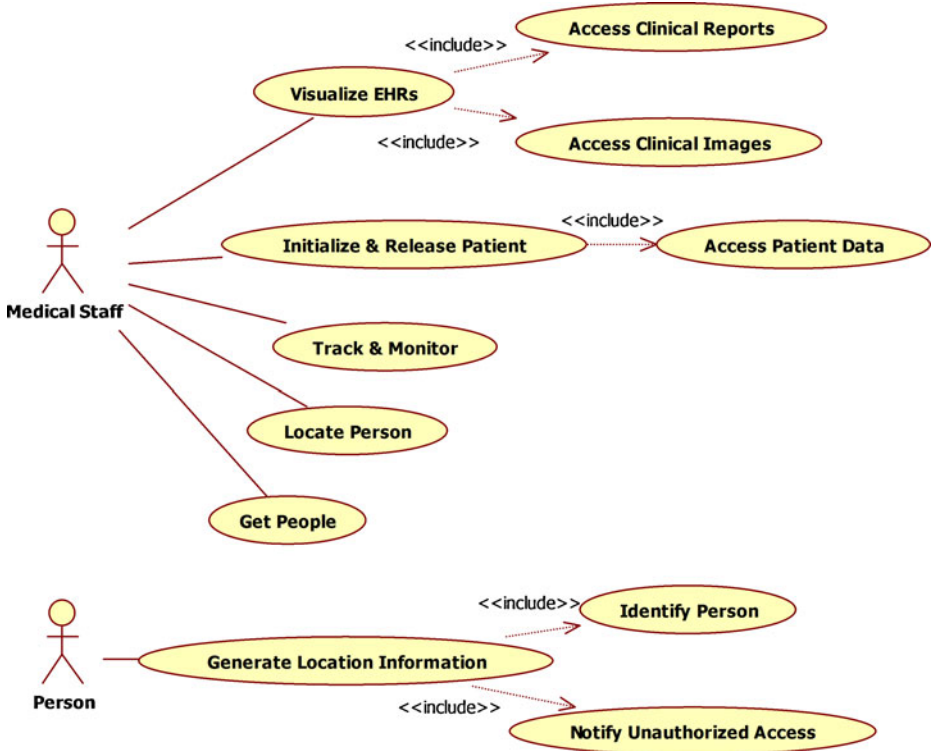 Access Clinical Reports
<<include>>
Visualize EHRs
<<include>>
Access Clinical Images
<<include>>
Initialize & Release Patient
Access Patient Data
Medical Staff
Track & Monitor
Locate Person
Get People
<<include>>
Identify Person
Generate Location Information
Person
<<include>>
Notify Unauthorized Access